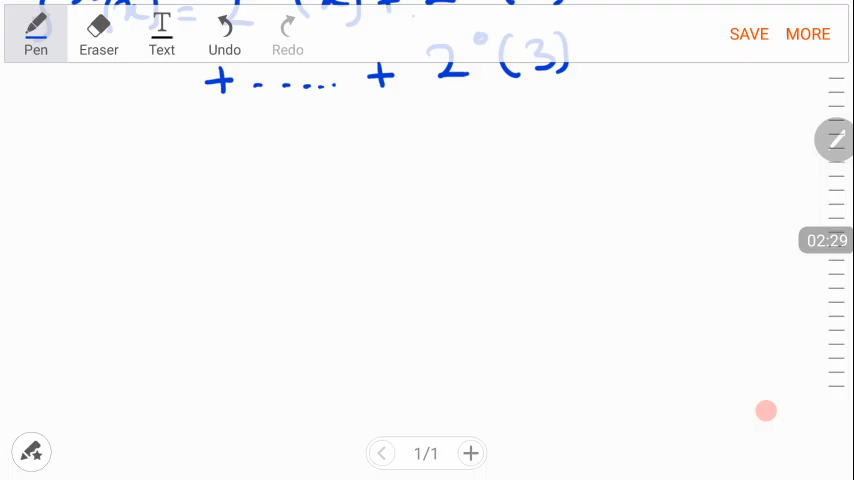 Pen Eraser Text Undo Redo SAVE MORE
+ ..... + 2° (3)
02:29
1/1